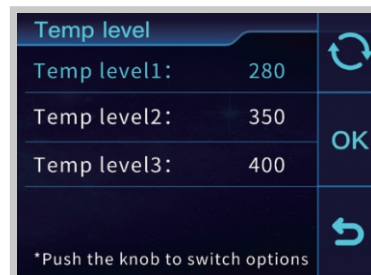 Temp level
Temp level1: 280
Temp level2: 350
OK
Temp level3: 400
*Push the knob to switch options